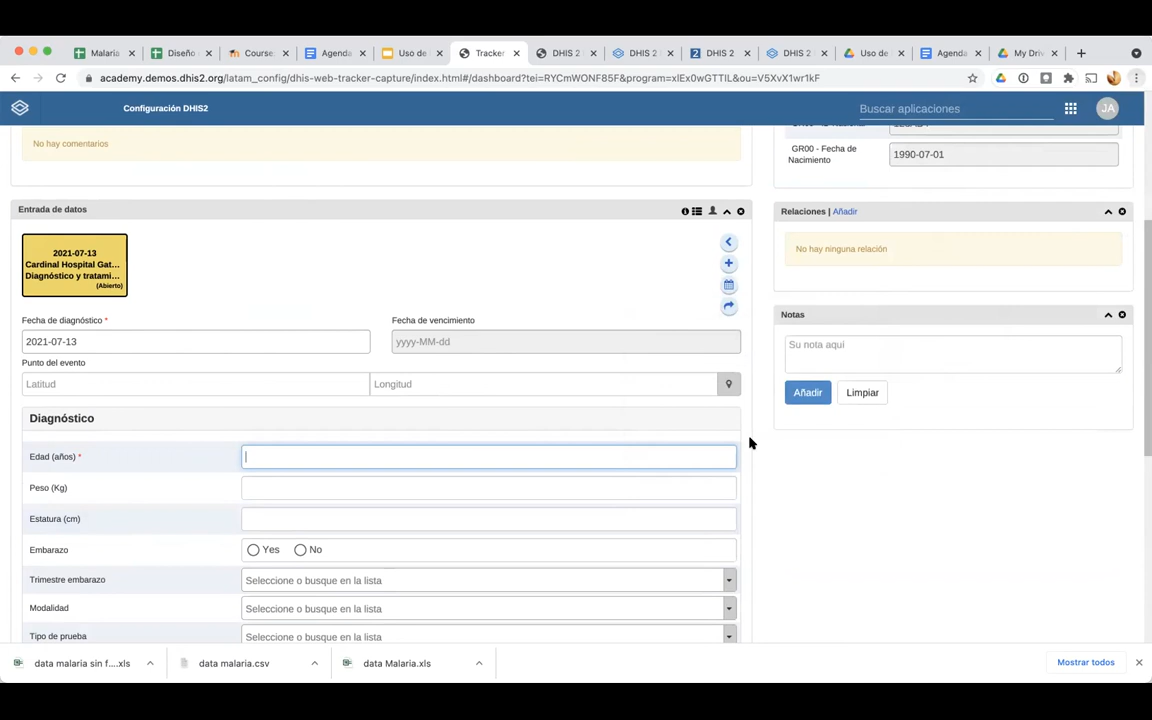 Malaria
Diseño
Course:
Agenda
Uso de
Tracker
DHIS 2
DHIS 2
DHIS 2
DHIS 2
Uso de
Agenda
My Driv
academy.demos.dhis2.org/latam_config/dhis-web-tracker-capture/index.html#/dashboard?tei=RYCmWONF85F&program=xlEx0wGTTIL&ou=V5XvX1wr1kF
Configuración DHIS2
Buscar aplicaciones
JA
No hay comentarios
GR00 - Fecha de
Nacimiento
1990-07-01
Entrada de datos
Relaciones | Añadir
No hay ninguna relación
2021-07-13
Cardinal Hospital Gat...
Diagnóstico y tratami...
(Abierto)
Fecha de diagnóstico *
Fecha de vencimiento
2021-07-13
yyyy-MM-dd
Punto del evento
Latitud
Longitud
Notas
Su nota aquí
Añadir
Limpiar
Diagnóstico
Edad (años) *
Peso (Kg)
Estatura (cm)
Embarazo
Yes
No
Trimestre embarazo
Seleccione o busque en la lista
Modalidad
Seleccione o busque en la lista
Tipo de prueba
Seleccione o busque en la lista
data malaria sin f....xls
data malaria.csv
data Malaria.xls
Mostrar todos